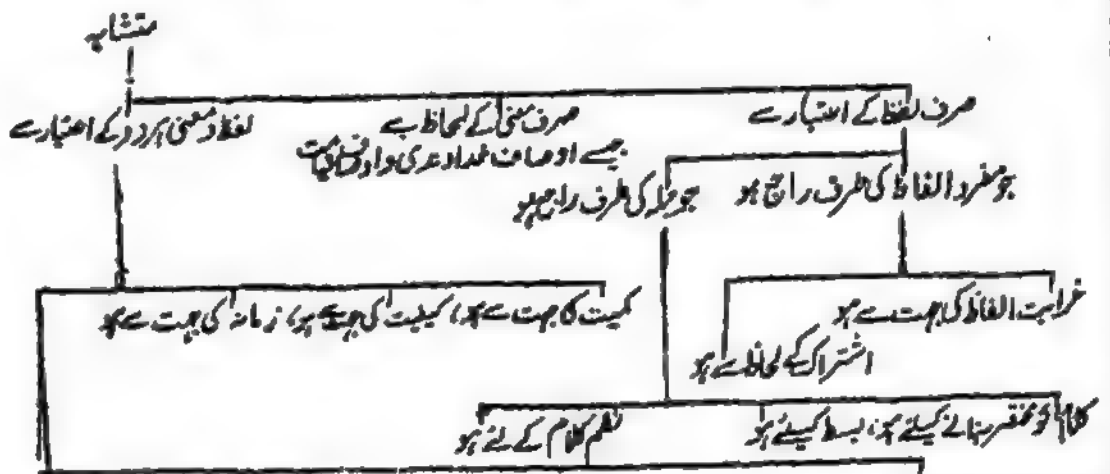 متشابہ
صرف لفظ کے اعتبار سے
صرف معنی کے لحاظ سے
جیسے اوصاف خداوندی و اوصاف قیامت
لفظ و معنی ہر دو کے اعتبار سے
جو مفرد الفاظ کی طرف راجع ہو
جو جملہ کی طرف راجع ہو
غرابت الفاظ کی جہت سے ہو
اشتراک کے لحاظ سے ہو
کمیت کی جہت سے ہو، کیفیت کی جہت سے ہو، زمانہ کی جہت سے ہو
کلام کو مختصر بنانے کیلئے ہو، بسط کیلئے ہو
نظم کلام کے لئے ہو